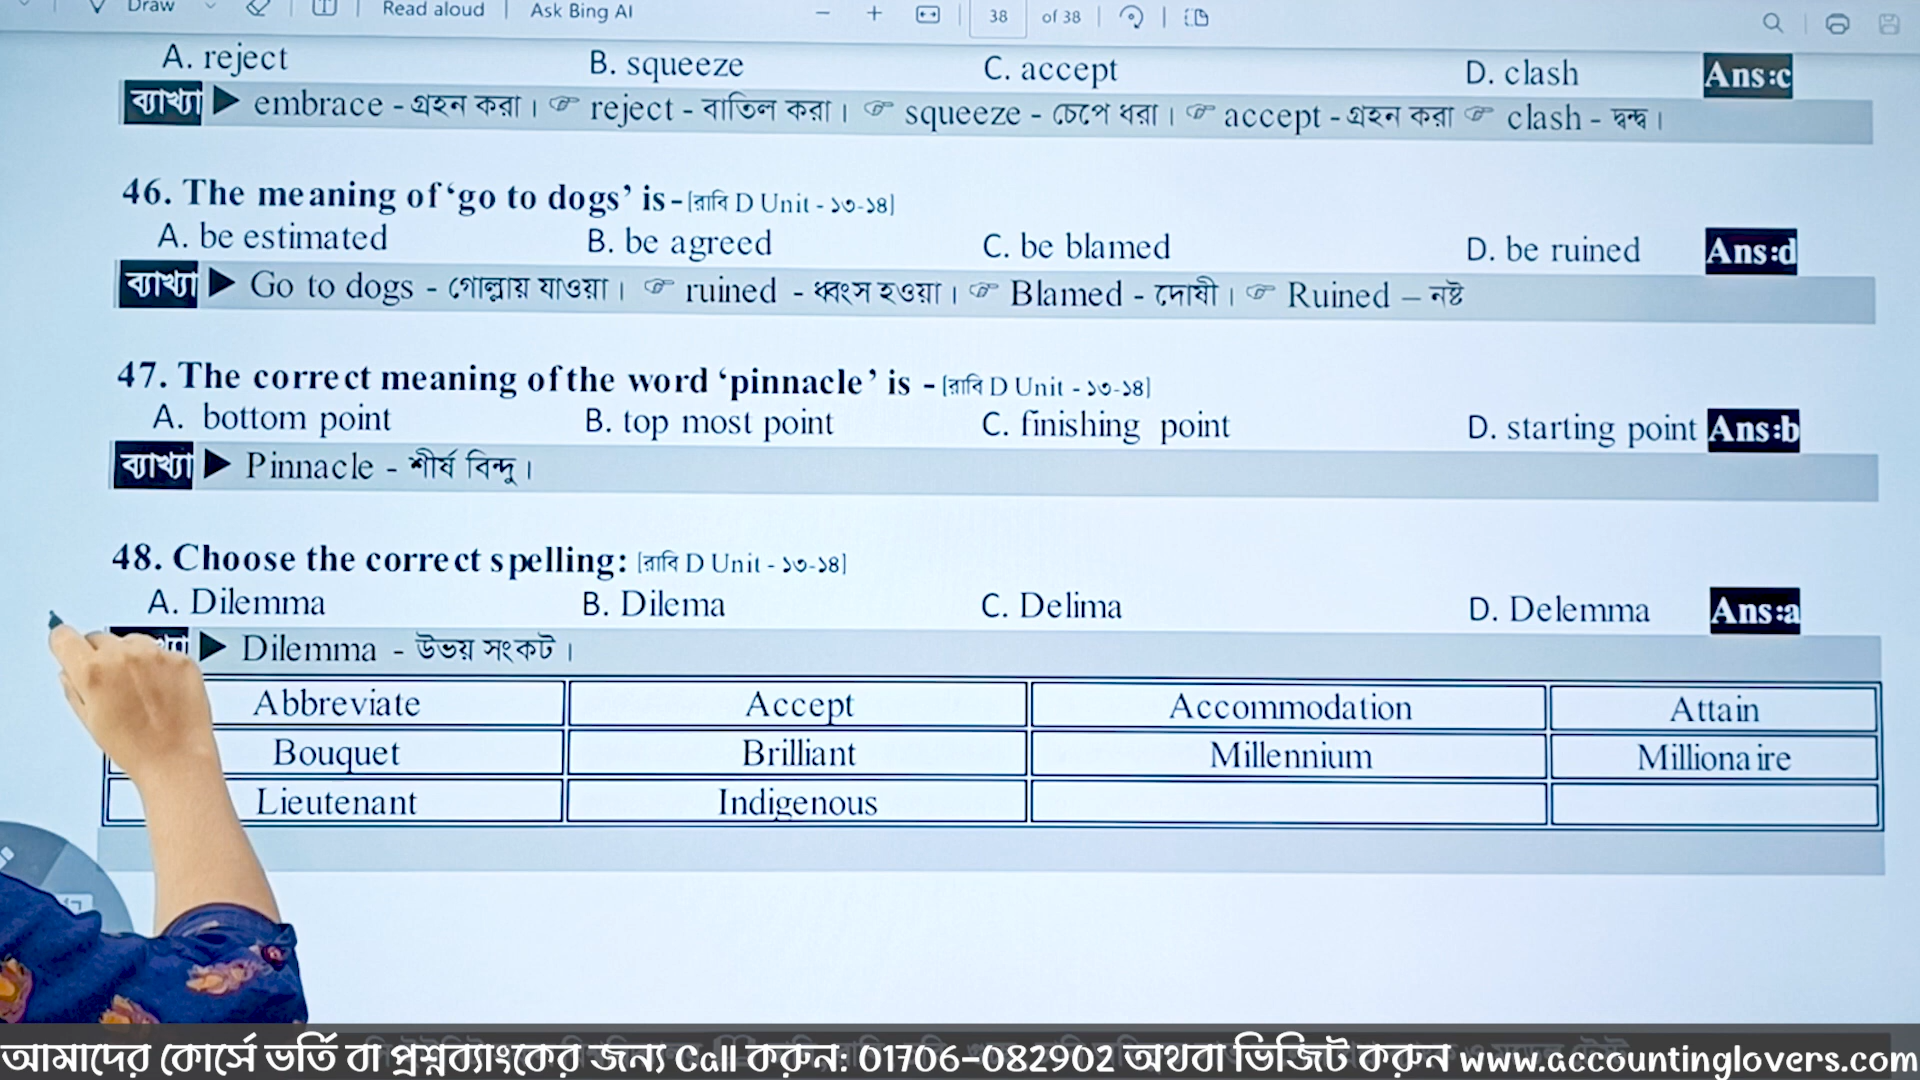 Draw Read aloud Ask Bing AI 38 of 38
A. reject B. squeeze C. accept D. clash Ans:c
ব্যাখ্যা ▶ embrace - গ্রহন করা। ☞ reject - বাতিল করা। ☞ squeeze - চেপে ধরা। ☞ accept - গ্রহন করা ☞ clash - দ্বন্দ্ব।
46. The meaning of ‘go to dogs’ is - [রাবি D Unit - ১৩-১৪]
A. be estimated B. be agreed C. be blamed D. be ruined Ans:d
ব্যাখ্যা ▶ Go to dogs - গোল্লায় যাওয়া। ☞ ruined - ধ্বংস হওয়া। ☞ Blamed - দোষী। ☞ Ruined – নষ্ট
47. The correct meaning of the word ‘pinnacle’ is - [রাবি D Unit - ১৩-১৪]
A. bottom point B. top most point C. finishing point D. starting point Ans:b
ব্যাখ্যা ▶ Pinnacle - শীর্ষ বিন্দু।
48. Choose the correct spelling: [রাবি D Unit - ১৩-১৪]
A. Dilemma B. Dilema C. Delima D. Delemma Ans:a
▶ Dilemma - উভয় সংকট।
Abbreviate Accept Accommodation Attain
Bouquet Brilliant Millennium Millionaire
Lieutenant Indigenous
আমাদের কোর্সে ভর্তি বা প্রশ্নব্যাংকের জন্য Call করুন: 01706-082902 অথবা ভিজিট করুন www.accountinglovers.com